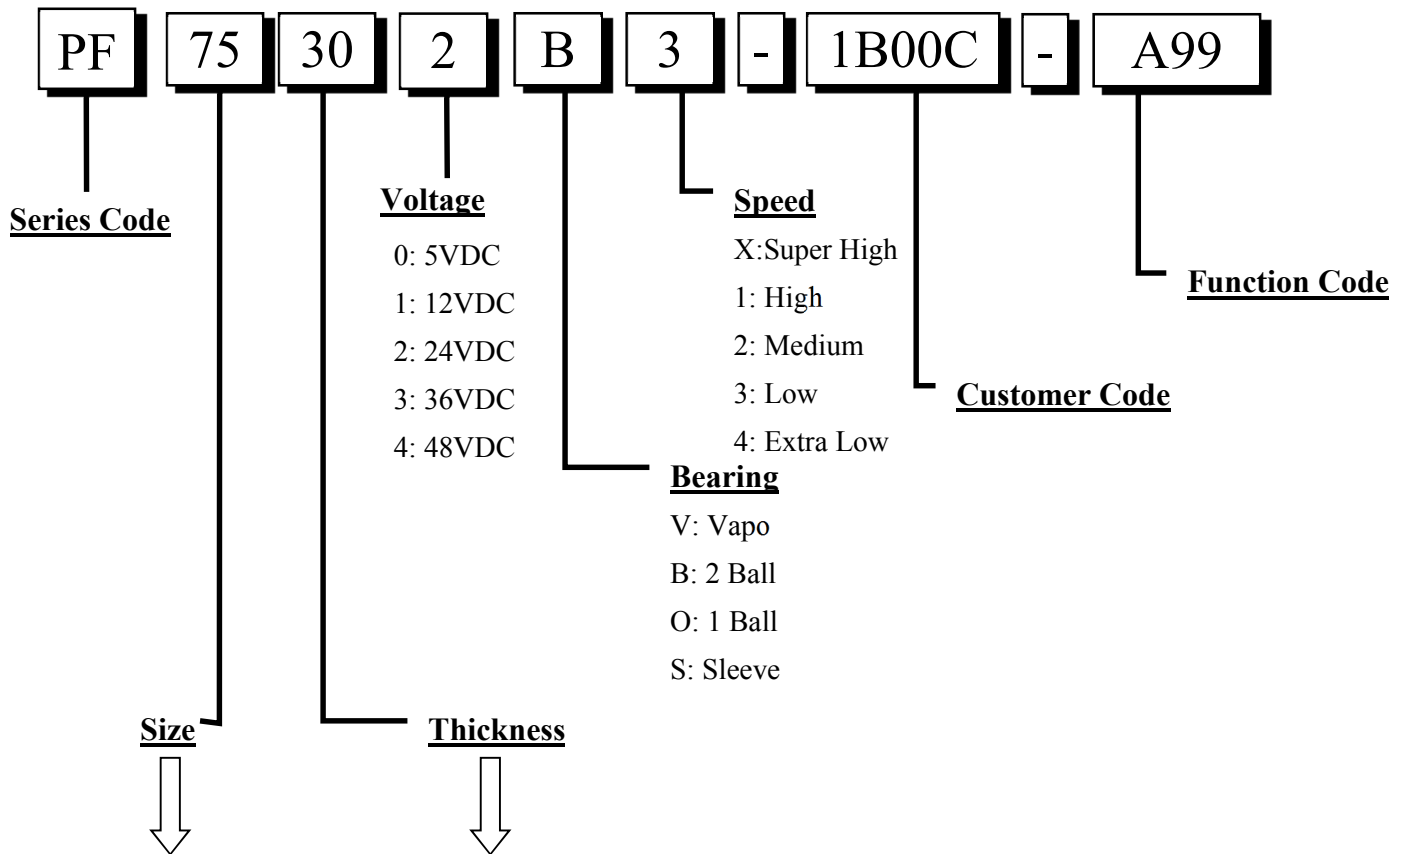 PF 75 30 2 B 3 - 1B00C - A99
Series Code
Voltage
0: 5VDC
1: 12VDC
2: 24VDC
3: 36VDC
4: 48VDC
Speed
X:Super High
1: High
2: Medium
3: Low
4: Extra Low
Function Code
Customer Code
Bearing
V: Vapo
B: 2 Ball
O: 1 Ball
S: Sleeve
Size
Thickness